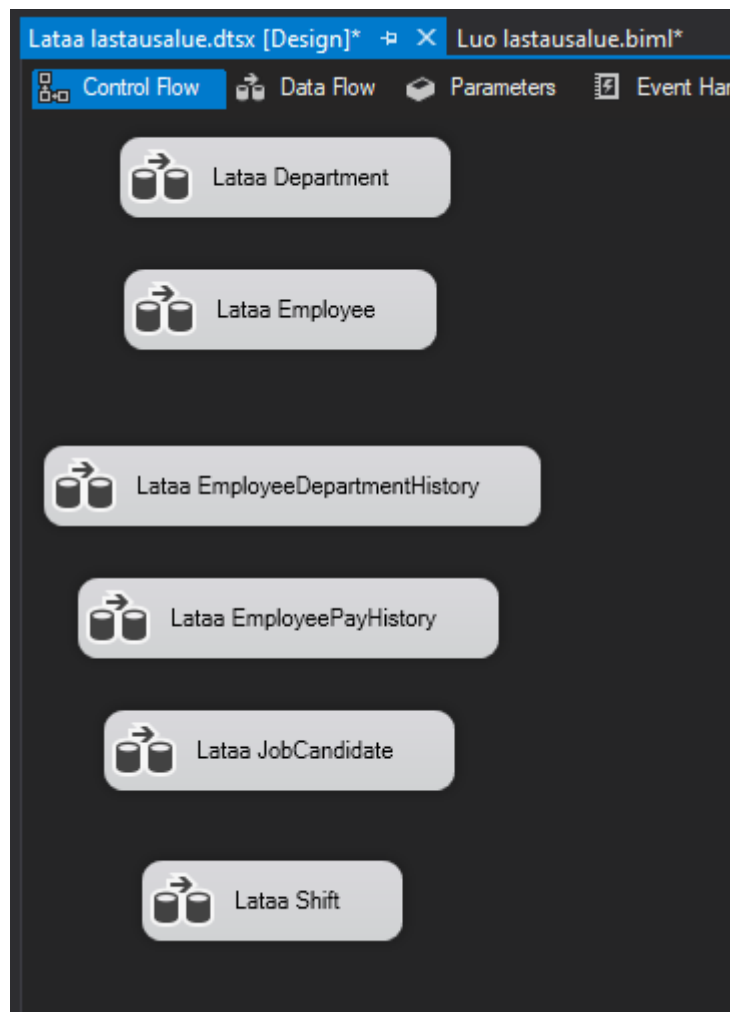 Lataa lastausalue.dtsx [Design]* Luo lastausalue.biml*
Control Flow Data Flow Parameters Event Har
Lataa Department
Lataa Employee
Lataa EmployeeDepartmentHistory
Lataa EmployeePayHistory
Lataa JobCandidate
Lataa Shift